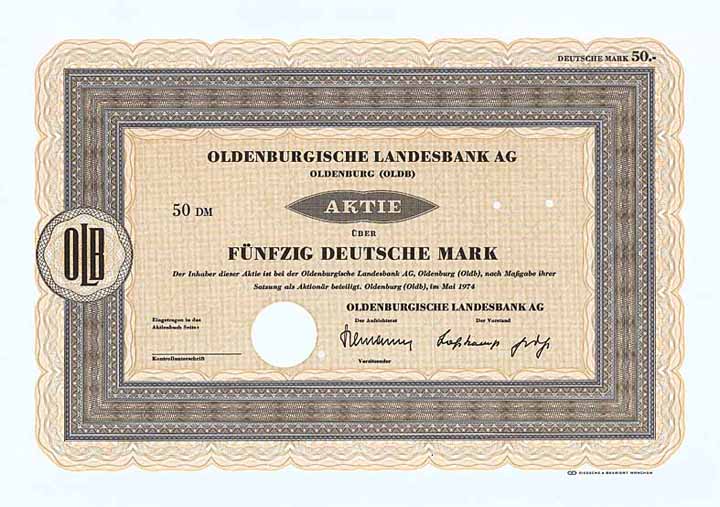 DEUTSCHE MARK 50.-
OLDENBURGISCHE LANDESBANK AG
OLDENBURG (OLDB)
50 DM
AKTIE
ÜBER
FÜNFZIG DEUTSCHE MARK
OLB
Der Inhaber dieser Aktie ist bei der Oldenburgische Landesbank AG, Oldenburg (Oldb), nach Maßgabe ihrer
Satzung als Aktionär beteiligt. Oldenburg (Oldb), im Mai 1974
OLDENBURGISCHE LANDESBANK AG
Eingetragen in das
Aktienbuch Seite:
Der Aufsichtsrat
Der Vorstand
Kontrollunterschrift
Vorsitzender
GIESECKE & DEVRIENT MÜNCHEN